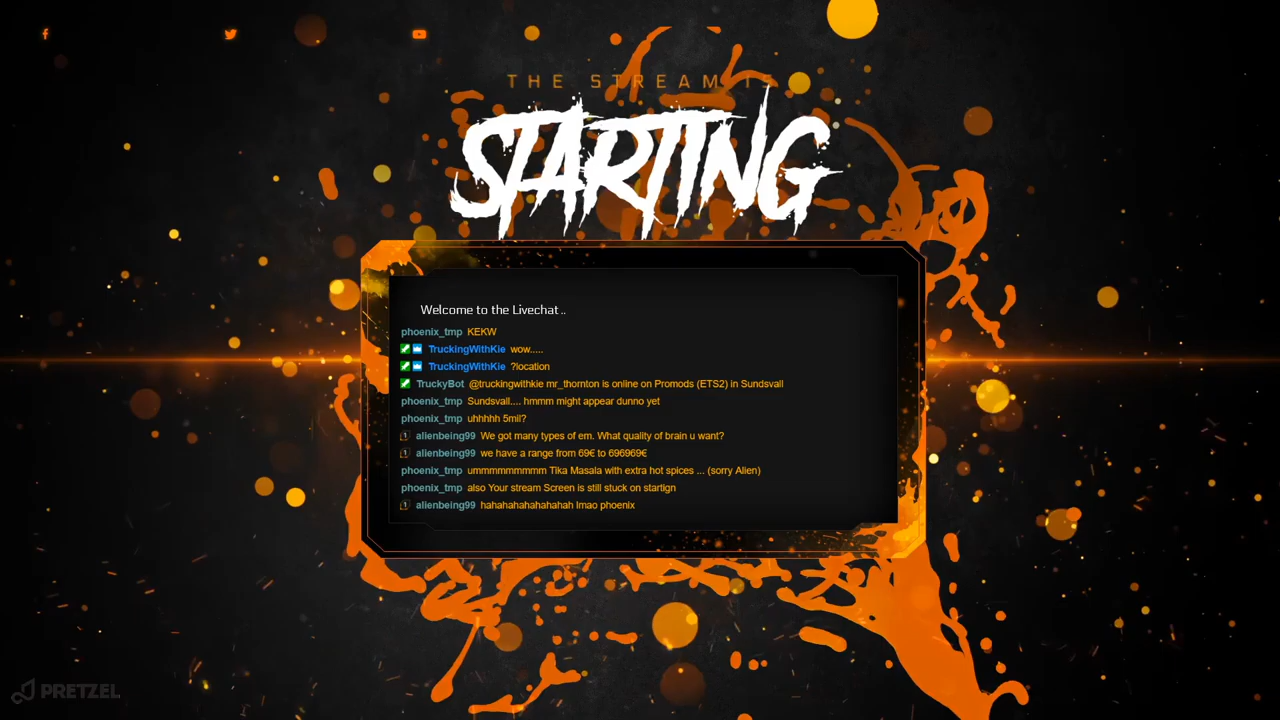 THE STREAM IS
STARTING
Welcome to the Livechat ..
phoenix_tmp KEKW
TruckingWithKie wow.....
TruckingWithKie ?location
TruckyBot @truckingwithkie mr_thornton is online on Promods (ETS2) in Sundsvall
phoenix_tmp Sundsvall.... hmmm might appear dunno yet
phoenix_tmp uhhhhh 5mil?
1 alienbeing99 We got many types of em. What quality of brain u want?
1 alienbeing99 we have a range from 69€ to 696969€
phoenix_tmp ummmmmmmmm Tika Masala with extra hot spices ... (sorry Alien)
phoenix_tmp also Your stream Screen is still stuck on startign
1 alienbeing99 hahahahahahahahah lmao phoenix
PRETZEL